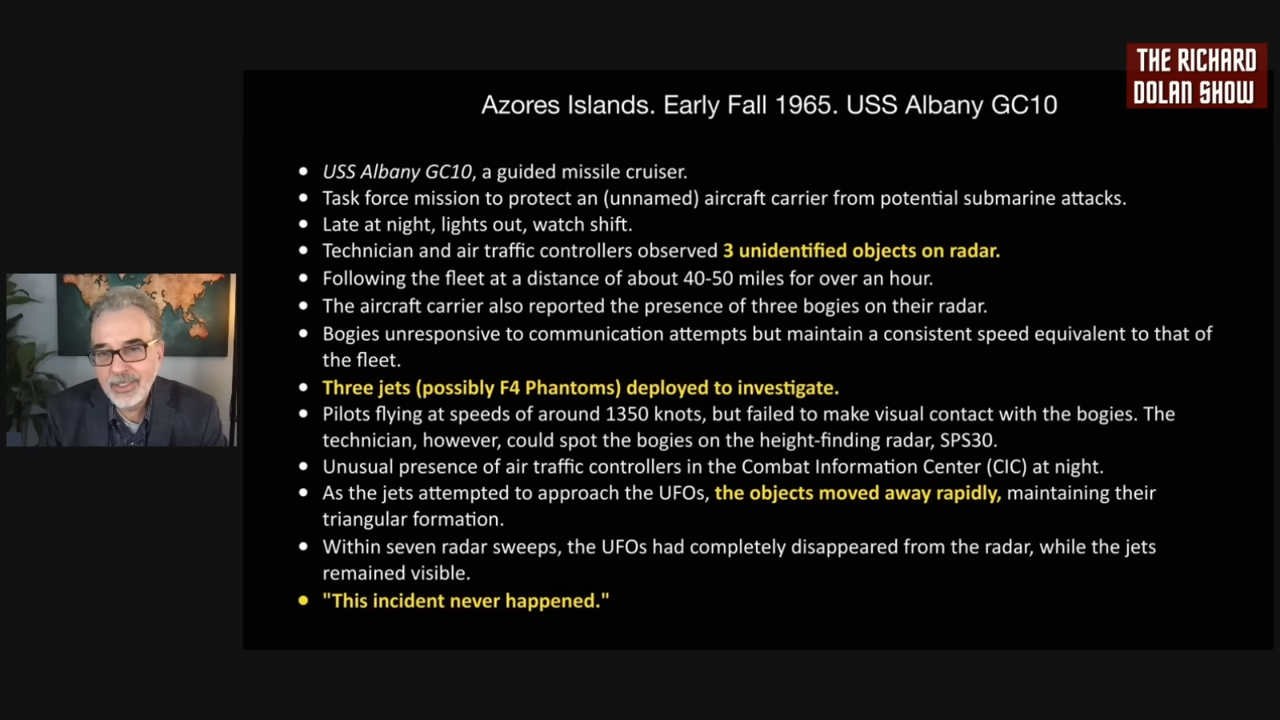 THE RICHARD
DOLAN SHOW
Azores Islands. Early Fall 1965. USS Albany GC10
• USS Albany GC10, a guided missile cruiser.
• Task force mission to protect an (unnamed) aircraft carrier from potential submarine attacks.
• Late at night, lights out, watch shift.
• Technician and air traffic controllers observed 3 unidentified objects on radar.
• Following the fleet at a distance of about 40-50 miles for over an hour.
• The aircraft carrier also reported the presence of three bogies on their radar.
• Bogies unresponsive to communication attempts but maintain a consistent speed equivalent to that of
the fleet.
• Three jets (possibly F4 Phantoms) deployed to investigate.
• Pilots flying at speeds of around 1350 knots, but failed to make visual contact with the bogies. The
technician, however, could spot the bogies on the height-finding radar, SPS30.
• Unusual presence of air traffic controllers in the Combat Information Center (CIC) at night.
• As the jets attempted to approach the UFOs, the objects moved away rapidly, maintaining their
triangular formation.
• Within seven radar sweeps, the UFOs had completely disappeared from the radar, while the jets
remained visible.
• "This incident never happened."